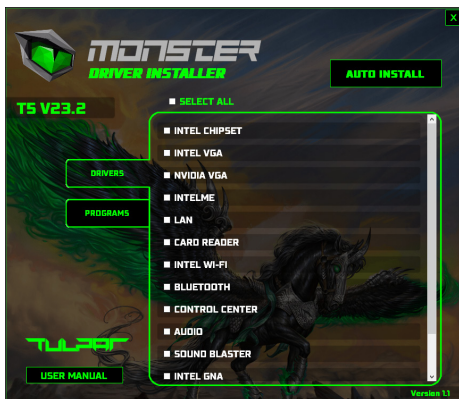 X
MONSTER
DRIVER INSTALLER
AUTO INSTALL
T5 V23.2
SELECT ALL
INTEL CHIPSET
INTEL VGA
NVIDIA VGA
INTELME
LAN
CARD READER
INTEL WI-FI
BLUETOOTH
CONTROL CENTER
AUDIO
SOUND BLASTER
INTEL GNA
DRIVERS
PROGRAMS
TULPAR
USER MANUAL
Version 1.1